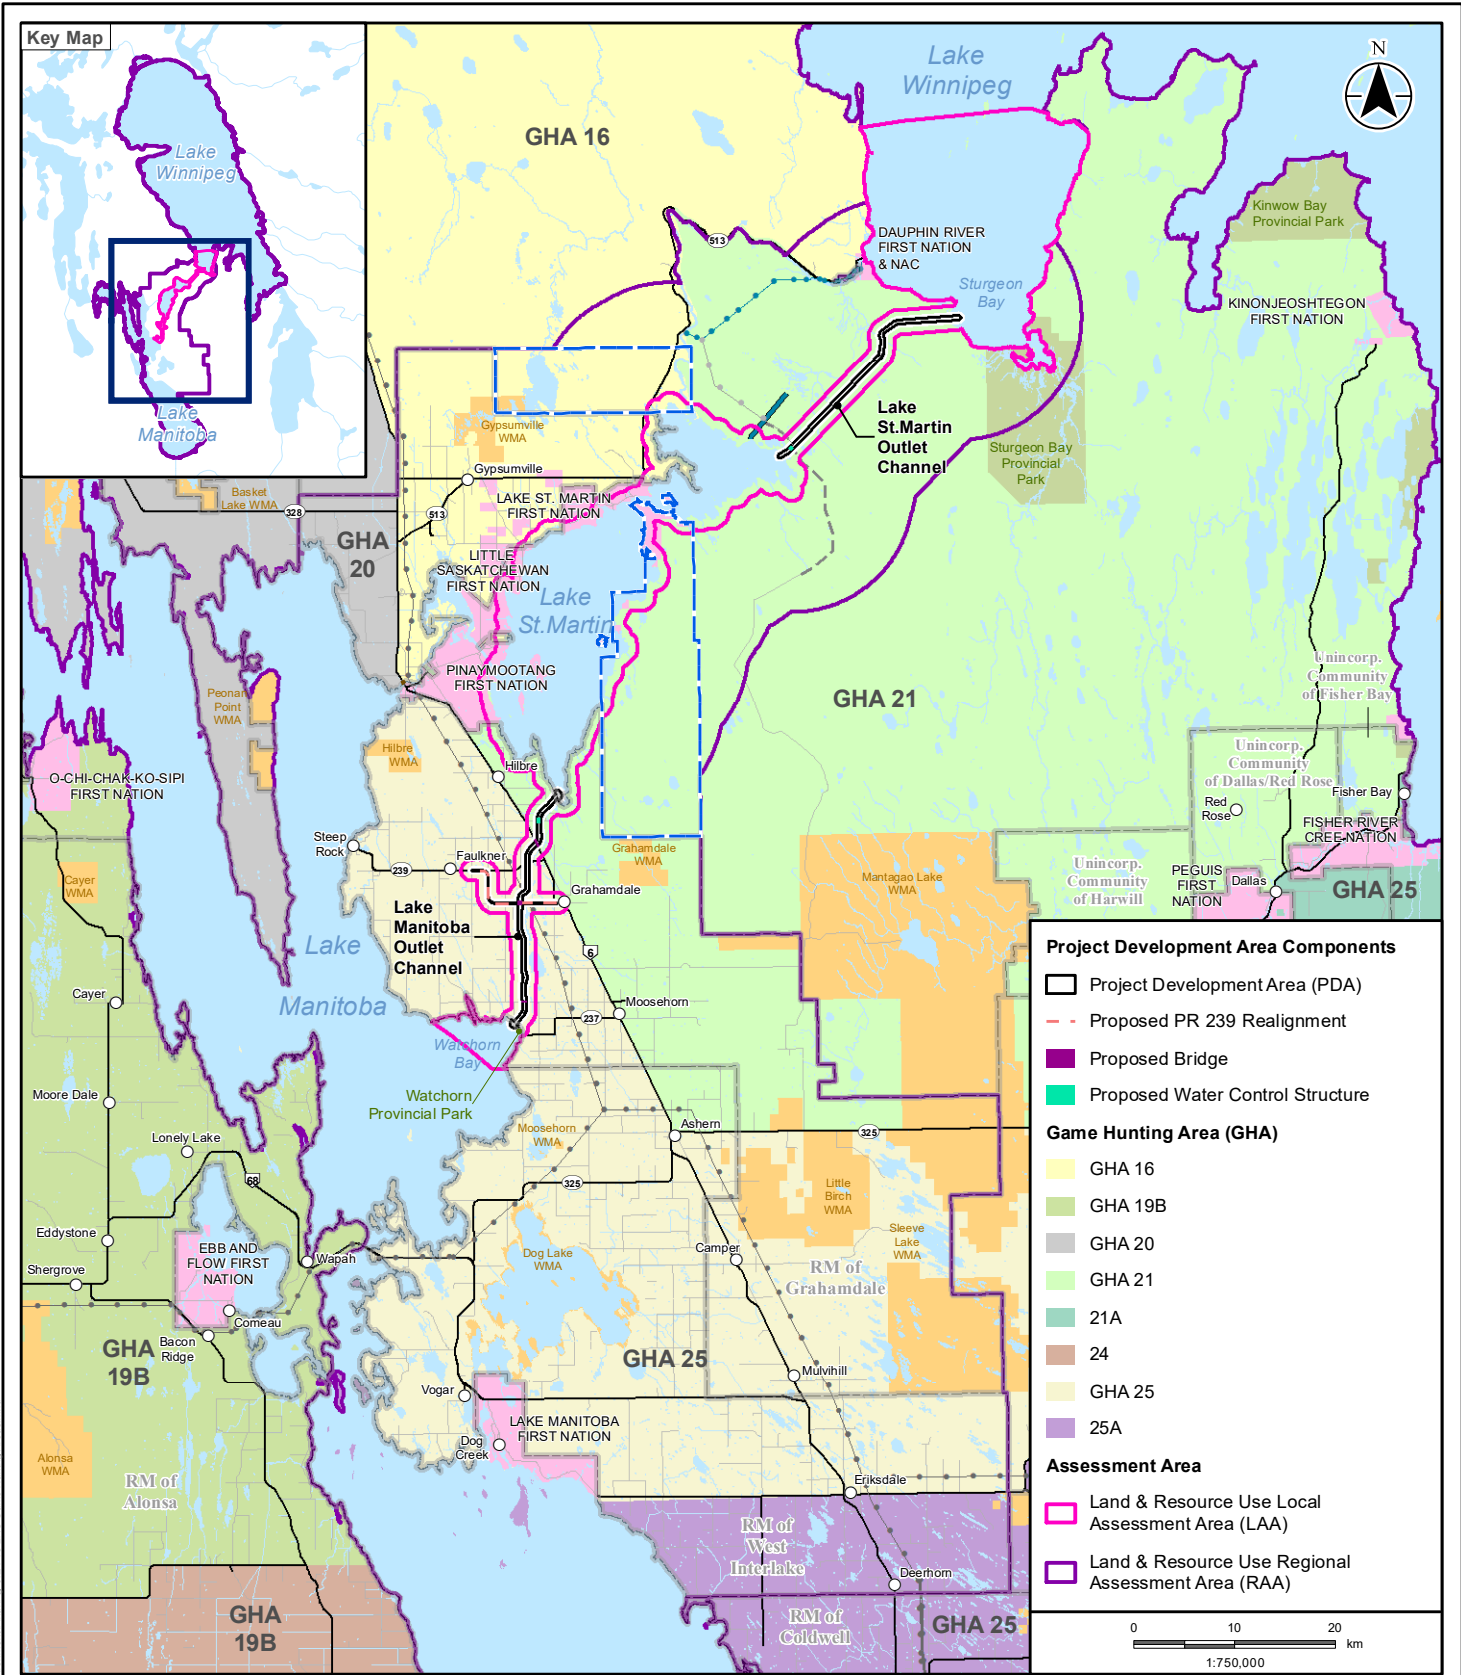 Key Map
Lake
Winnipeg
Lake
Manitoba
Lake
Winnipeg
N
GHA 16
513
DAUPHIN RIVER
FIRST NATION
& NAC
Sturgeon
Bay
Kinwow Bay
Provincial Park
KINONJEOSHTEGON
FIRST NATION
Lake
St.Martin
Outlet
Channel
Sturgeon Bay
Provincial
Park
Gypsumville
WMA
Gypsumville
Basket
Lake WMA
328
513
LAKE ST. MARTIN
FIRST NATION
GHA
20
LITTLE
SASKATCHEWAN
FIRST NATION
Lake
St.Martin
PINAYMOOTANG
FIRST NATION
GHA 21
Peonan
Point
WMA
Hilbre
WMA
Hilbre
O-CHI-CHAK-KO-SIPI
FIRST NATION
Unincorp.
Community
of Fisher Bay
Unincorp.
Community
of Dallas/Red Rose
Red
Rose
Fisher Bay
FISHER RIVER
CREE NATION
Steep
Rock
239
Faulkner
Grahamdale
WMA
Grahamdale
Mantagao Lake
WMA
Unincorp.
Community
of Harwill
PEGUIS
FIRST
NATION
Dallas
GHA 25
Cayer
WMA
Lake
Manitoba
Outlet
Channel
Lake
Manitoba
6
Cayer
Moosehorn
237
Watchorn
Bay
Watchorn
Provincial Park
Moore Dale
Lonely Lake
Moosehorn
WMA
Ashern
325
68
325
Little
Birch
WMA
Sleeve
Lake
WMA
Eddystone
EBB AND
FLOW FIRST
NATION
Wapah
Dog Lake
WMA
Camper
RM of
Grahamdale
Shergrove
Comeau
Bacon
Ridge
GHA
19B
GHA 25
Mulvihill
Vogar
LAKE MANITOBA
FIRST NATION
Dog
Creek
Alonsa
WMA
RM of
Alonsa
Eriksdale
RM of
West
Interlake
Deerhorn
GHA
19B
RM of
Coldwell
GHA 25
Project Development Area Components
Project Development Area (PDA)
Proposed PR 239 Realignment
Proposed Bridge
Proposed Water Control Structure
Game Hunting Area (GHA)
GHA 16
GHA 19B
GHA 20
GHA 21
21A
24
GHA 25
25A
Assessment Area
Land & Resource Use Local
Assessment Area (LAA)
Land & Resource Use Regional
Assessment Area (RAA)
0 10 20
km
1:750,000